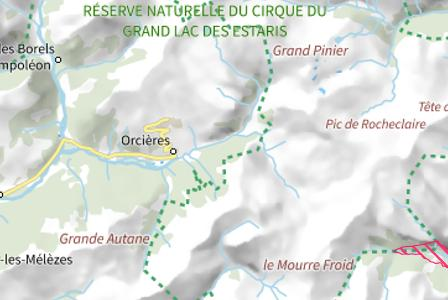 RÉSERVE NATURELLE DU CIRQUE DU
GRAND LAC DES ESTARIS
des Borels
mpoléon
Grand Pinier
Tête d
Pic de Rocheclaire
Orcières
Grande Autane
r-les-Mélèzes
le Mourre Froid